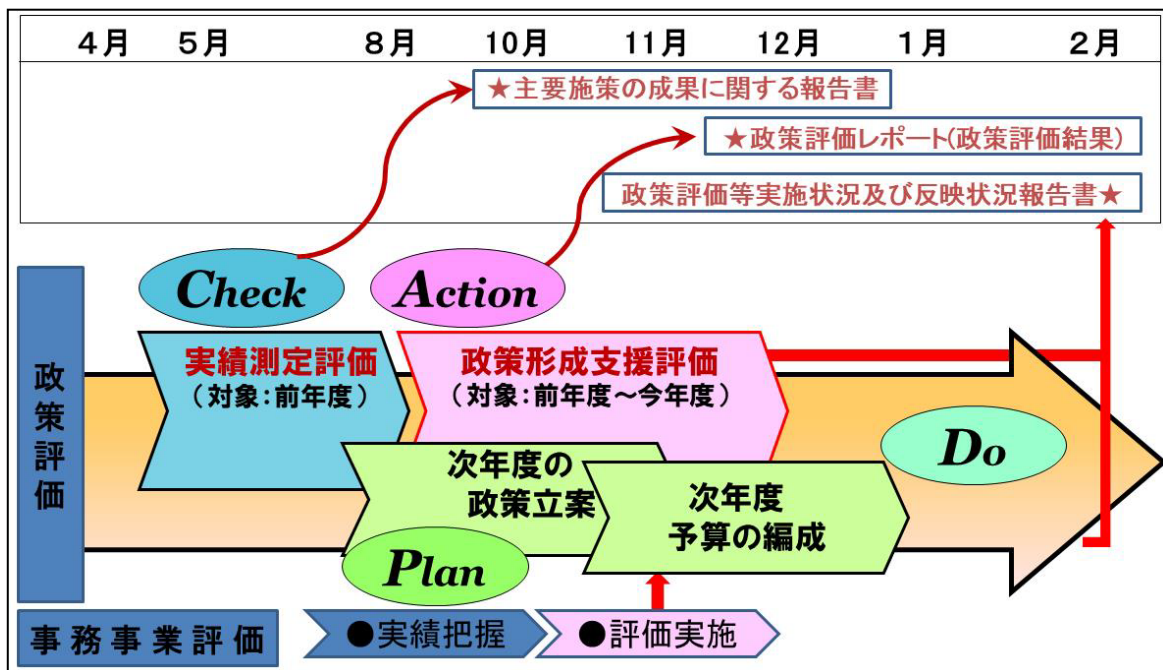 ４月 ５月 ８月 10月 11月 12月 １月 ２月
★主要施策の成果に関する報告書
★政策評価レポート(政策評価結果)
政策評価等実施状況及び反映状況報告書★
Check
Action
政策評価
実績測定評価
（対象：前年度）
政策形成支援評価
（対象：前年度～今年度）
Do
次年度の
政策立案
次年度
予算の編成
Plan
事務事業評価
●実績把握
●評価実施